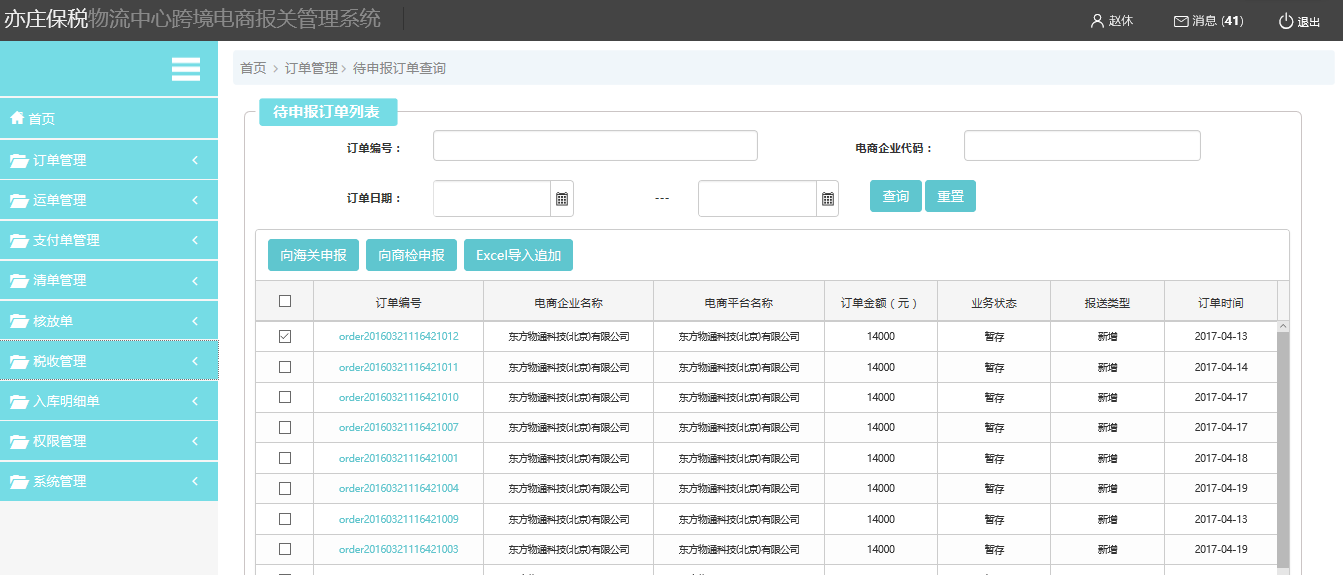 亦庄保税物流中心跨境电商报关管理系统
赵休 消息 (41) 退出
首页 > 订单管理 > 待申报订单查询
首页
订单管理
运单管理
支付单管理
清单管理
核放单
税收管理
入库明细单
权限管理
系统管理
待申报订单列表
订单编号： 电商企业代码：
订单日期： --- 查询 重置
向海关申报 向商检申报 Excel导入追加
订单编号 电商企业名称 电商平台名称 订单金额（元） 业务状态 报送类型 订单时间
order20160321116421012 东方物通科技(北京)有限公司 东方物通科技(北京)有限公司 14000 暂存 新增 2017-04-13
order20160321116421011 东方物通科技(北京)有限公司 东方物通科技(北京)有限公司 14000 暂存 新增 2017-04-14
order20160321116421010 东方物通科技(北京)有限公司 东方物通科技(北京)有限公司 14000 暂存 新增 2017-04-17
order20160321116421007 东方物通科技(北京)有限公司 东方物通科技(北京)有限公司 14000 暂存 新增 2017-04-17
order20160321116421001 东方物通科技(北京)有限公司 东方物通科技(北京)有限公司 14000 暂存 新增 2017-04-18
order20160321116421004 东方物通科技(北京)有限公司 东方物通科技(北京)有限公司 14000 暂存 新增 2017-04-19
order20160321116421009 东方物通科技(北京)有限公司 东方物通科技(北京)有限公司 14000 暂存 新增 2017-04-13
order20160321116421003 东方物通科技(北京)有限公司 东方物通科技(北京)有限公司 14000 暂存 新增 2017-04-19